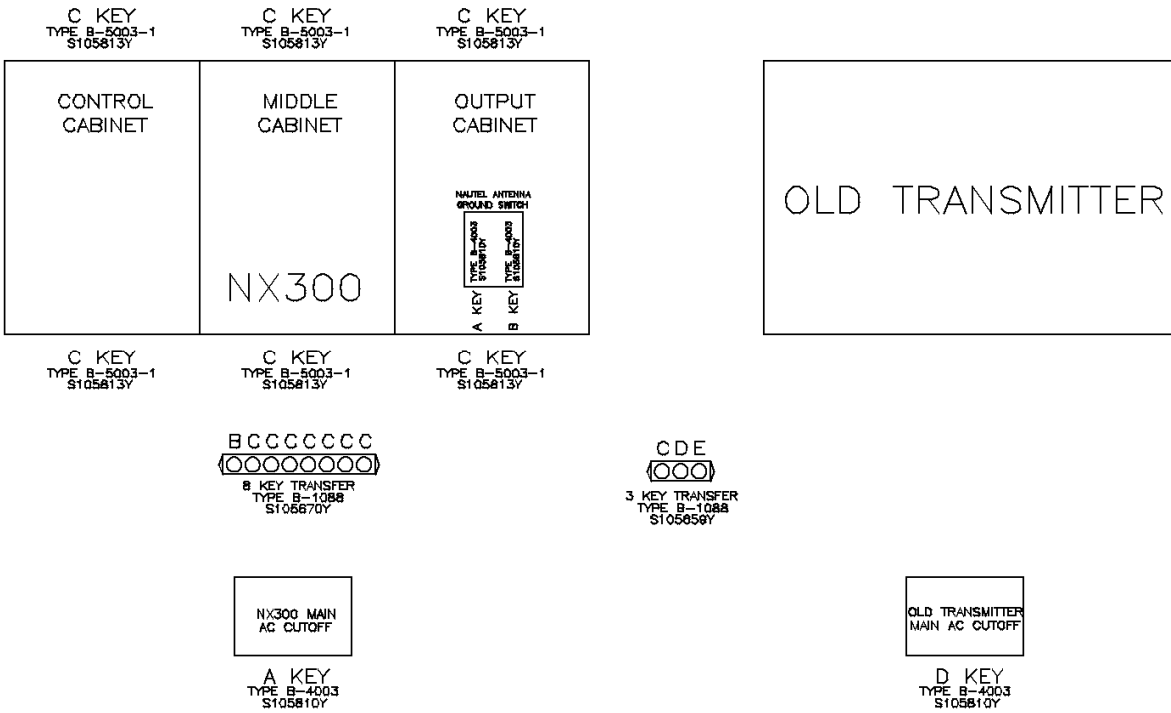 C KEY
TYPE B-5003-1
S105813Y
C KEY
TYPE B-5003-1
S105813Y
C KEY
TYPE B-5003-1
S105813Y
CONTROL
CABINET
MIDDLE
CABINET
OUTPUT
CABINET
NAUTEL ANTENNA
GROUND SWITCH
TYPE B-4003
S105810Y
A KEY
TYPE B-4003
S105810Y
B KEY
NX300
OLD TRANSMITTER
C KEY
TYPE B-5003-1
S105813Y
C KEY
TYPE B-5003-1
S105813Y
C KEY
TYPE B-5003-1
S105813Y
B C C C C C C C
8 KEY TRANSFER
TYPE B-1088
S105670Y
C D E
3 KEY TRANSFER
TYPE B-1088
S105659Y
NX300 MAIN
AC CUTOFF
A KEY
TYPE B-4003
S105810Y
OLD TRANSMITTER
MAIN AC CUTOFF
D KEY
TYPE B-4003
S105810Y